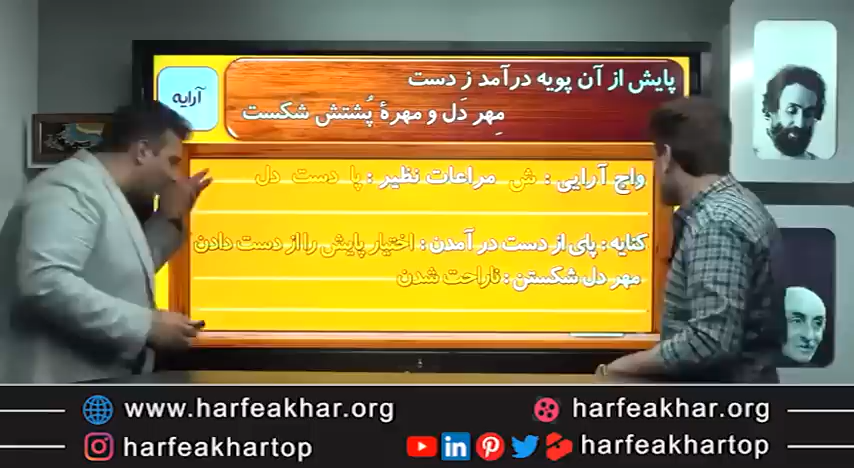 پایش از آن پویه درآمد ز دست
آرایه
مِهر دَل و مهرهٔ پُشتش شکست
واج آرایی : ش مراعات نظیر : پا دست دل
کنایه : پای از دست در آمدن : اختیار پایش را از دست دادن
مهر دل شکستن : ناراحت شدن
www.harfeakhar.org
harfeakhar.org
harfeakhartop
harfeakhartop